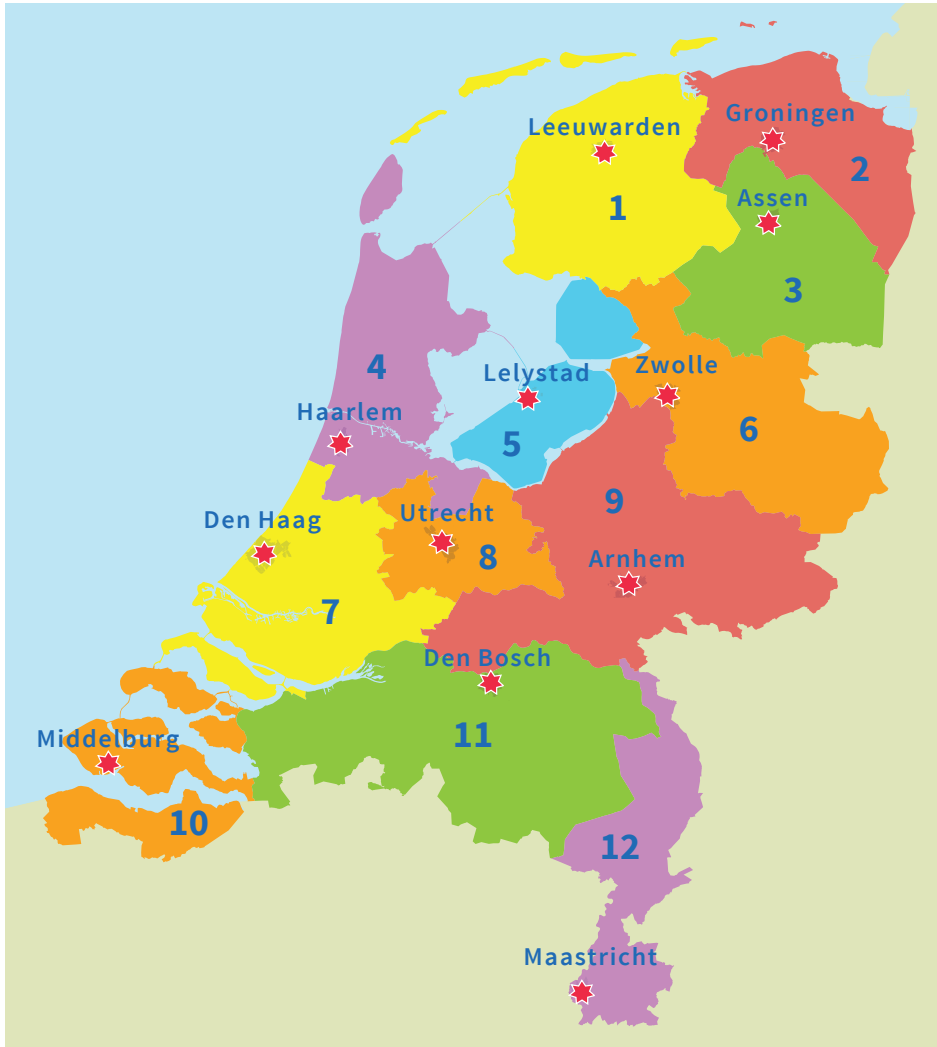 Groningen
Leeuwarden
2
Assen
1
3
4
Zwolle
Lelystad
Haarlem
6
5
9
Utrecht
Den Haag
8
Arnhem
7
Den Bosch
11
Middelburg
10
12
Maastricht